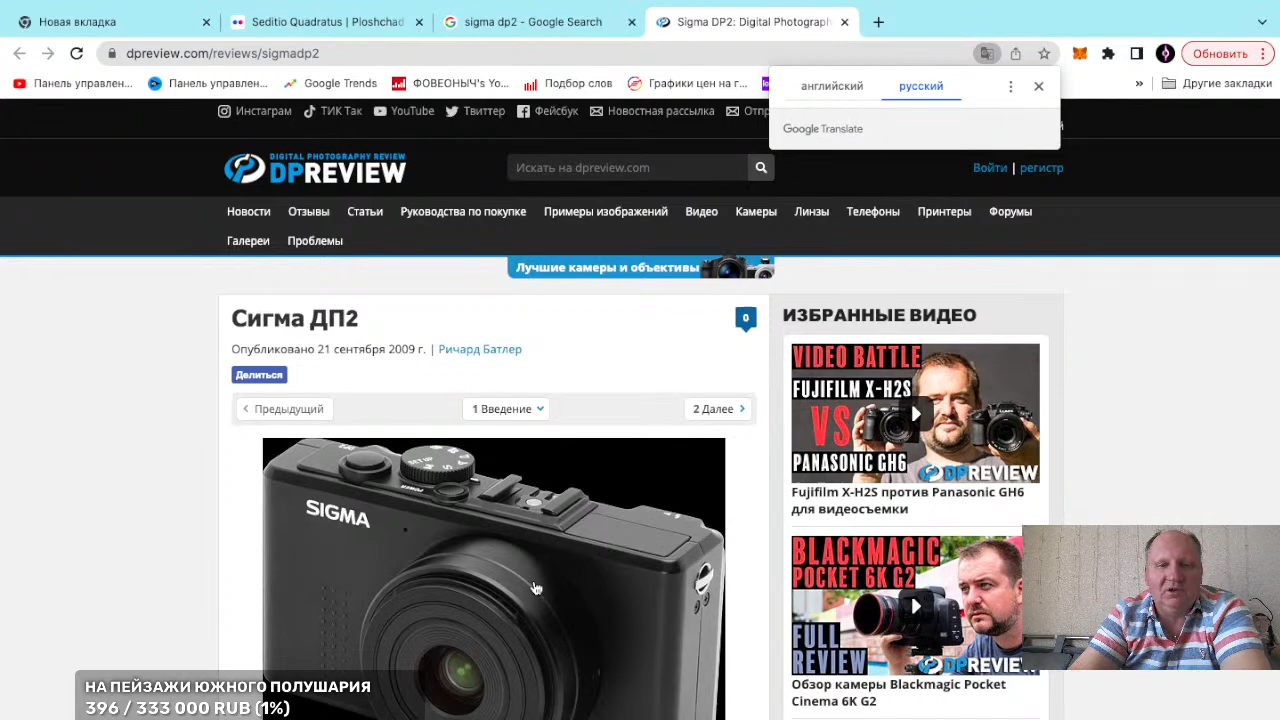 Новая вкладка
Seditio Quadratus | Ploshchad
sigma dp2 - Google Search
Sigma DP2: Digital Photograph
dpreview.com/reviews/sigmadp2
Обновить
Панель управлен...
Панель управлен...
Google Trends
ФОВЕОНЫЧ's Yo...
Подбор слов
Графики цен на г...
»
Другие закладки
английский
русский
Google Translate
Инстаграм
ТИК Так
YouTube
Твиттер
Фейсбук
Новостная рассылка
DIGITAL PHOTOGRAPHY REVIEW
DPREVIEW
Искать на dpreview.com
Войти | регистр
Новости
Отзывы
Статьи
Руководства по покупке
Примеры изображений
Видео
Камеры
Линзы
Телефоны
Принтеры
Форумы
Галереи
Проблемы
Лучшие камеры и объективы
Сигма ДП2
0
Опубликовано 21 сентября 2009 г. | Ричард Батлер
Делиться
Предыдущий
1 Введение
2 Далее
SETUP
POWER
SIGMA
ИЗБРАННЫЕ ВИДЕО
VIDEO BATTLE
FUJIFILM X-H2S
VS
PANASONIC GH6
DPREVIEW
Fujifilm X-H2S против Panasonic GH6
для видеосъемки
BLACKMAGIC
POCKET 6K G2
FULL
REVIEW
DPREVIEW
Обзор камеры Blackmagic Pocket
Cinema 6K G2
НА ПЕЙЗАЖИ ЮЖНОГО ПОЛУШАРИЯ
396 / 333 000 RUB (1%)